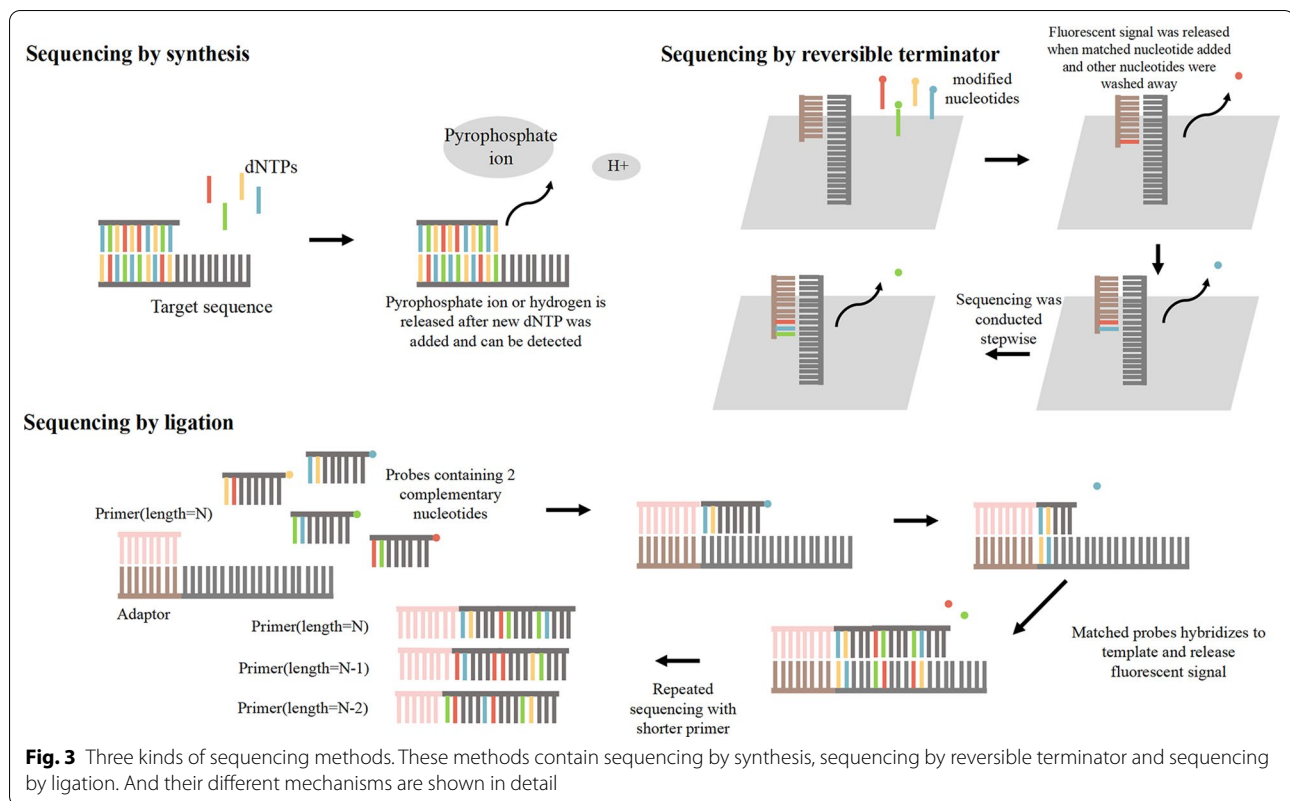 Sequencing by synthesis
dNTPs
Target sequence
Pyrophosphate
ion
H+
Pyrophosphate ion or hydrogen is
released after new dNTP was
added and can be detected
Sequencing by reversible terminator
modified
nucleotides
Fluorescent signal was released
when matched nucleotide added
and other nucleotides were
washed away
Sequencing was
conducted
stepwise
Sequencing by ligation
Primer(length=N)
Adaptor
Probes containing 2
complementary
nucleotides
Matched probes hybridizes to
template and release
fluorescent signal
Repeated
sequencing with
shorter primer
Primer(length=N)
Primer(length=N-1)
Primer(length=N-2)
Fig. 3 Three kinds of sequencing methods. These methods contain sequencing by synthesis, sequencing by reversible terminator and sequencing
by ligation. And their different mechanisms are shown in detail